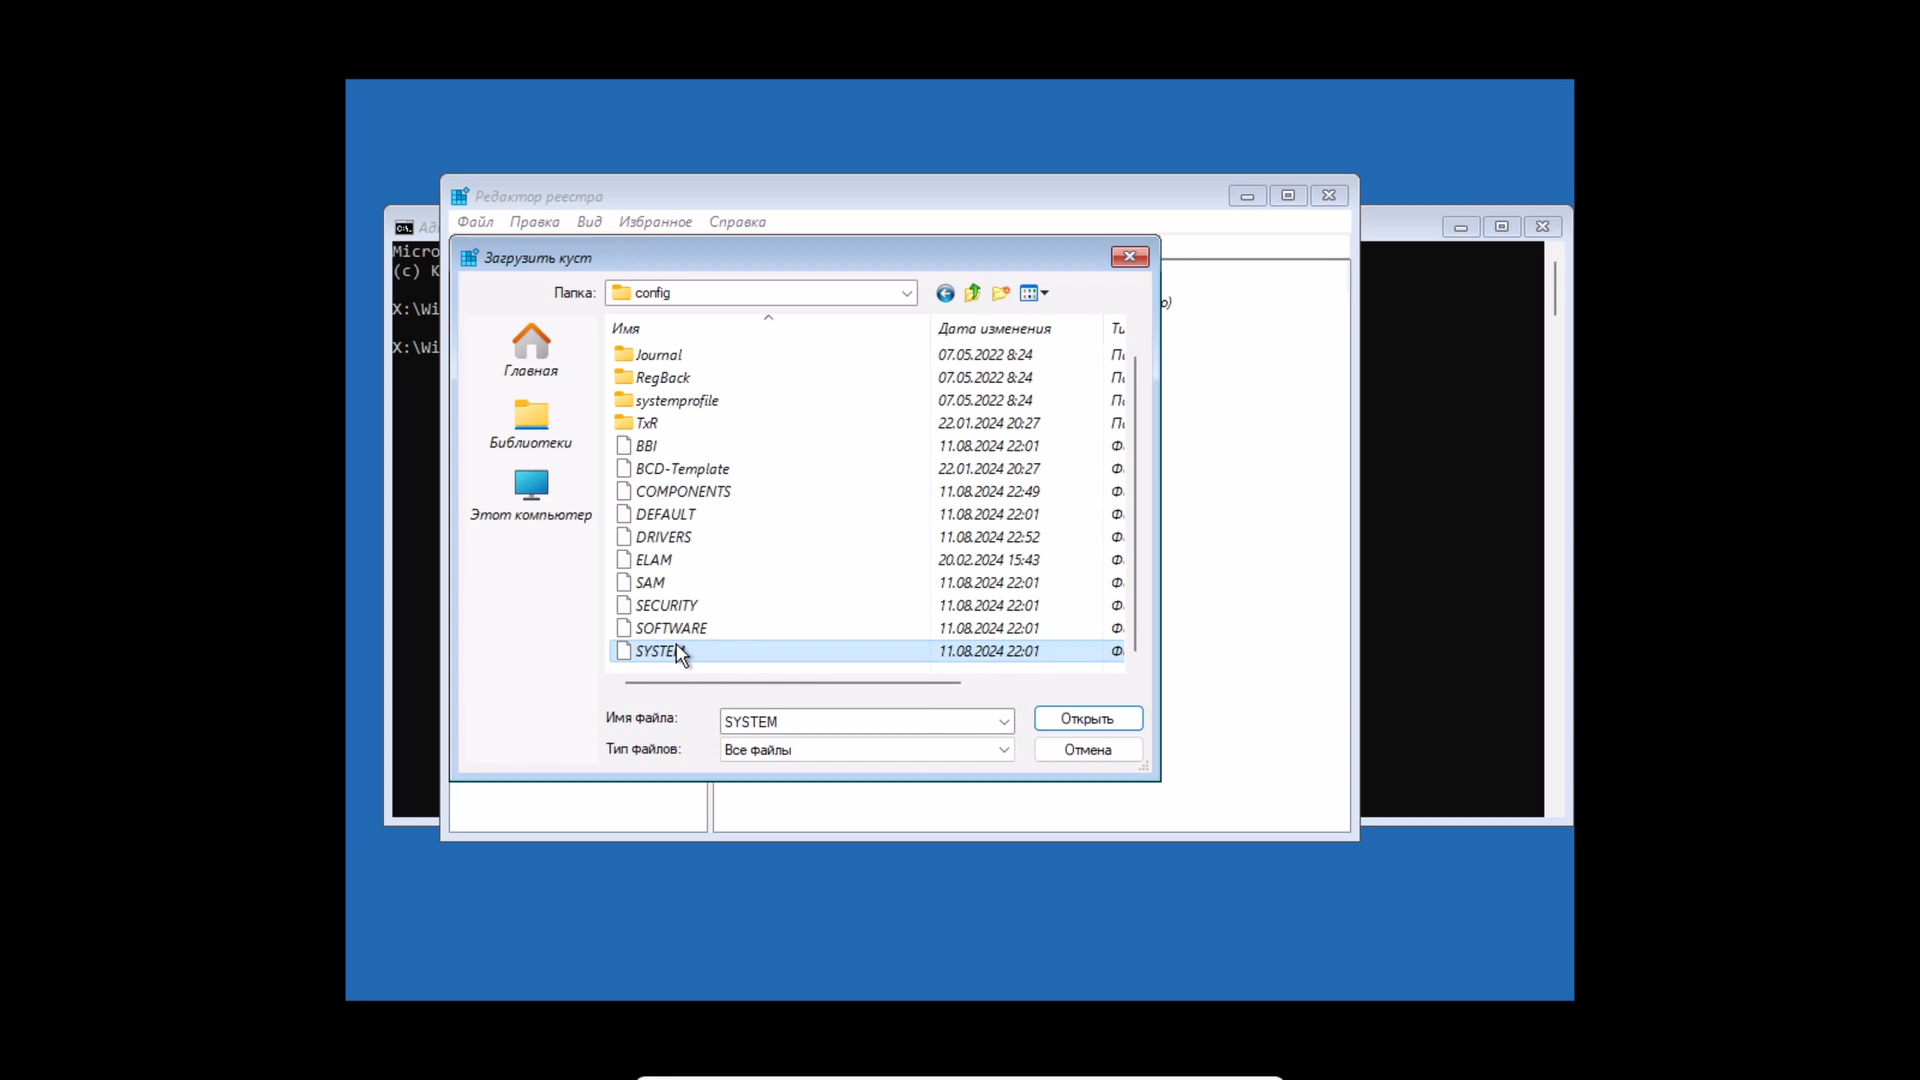 Редактор реестра
Файл Правка Вид Избранное Справка
Micro
(c) К
X:\Wi
X:\Wi
Загрузить куст
Папка: config
Главная
Библиотеки
Этот компьютер
Имя Дата изменения
Journal 07.05.2022 8:24
RegBack 07.05.2022 8:24
systemprofile 07.05.2022 8:24
TxR 22.01.2024 20:27
BBI 11.08.2024 22:01
BCD-Template 22.01.2024 20:27
COMPONENTS 11.08.2024 22:49
DEFAULT 11.08.2024 22:01
DRIVERS 11.08.2024 22:52
ELAM 20.02.2024 15:43
SAM 11.08.2024 22:01
SECURITY 11.08.2024 22:01
SOFTWARE 11.08.2024 22:01
SYSTEM 11.08.2024 22:01
Имя файла: SYSTEM Открыть
Тип файлов: Все файлы Отмена